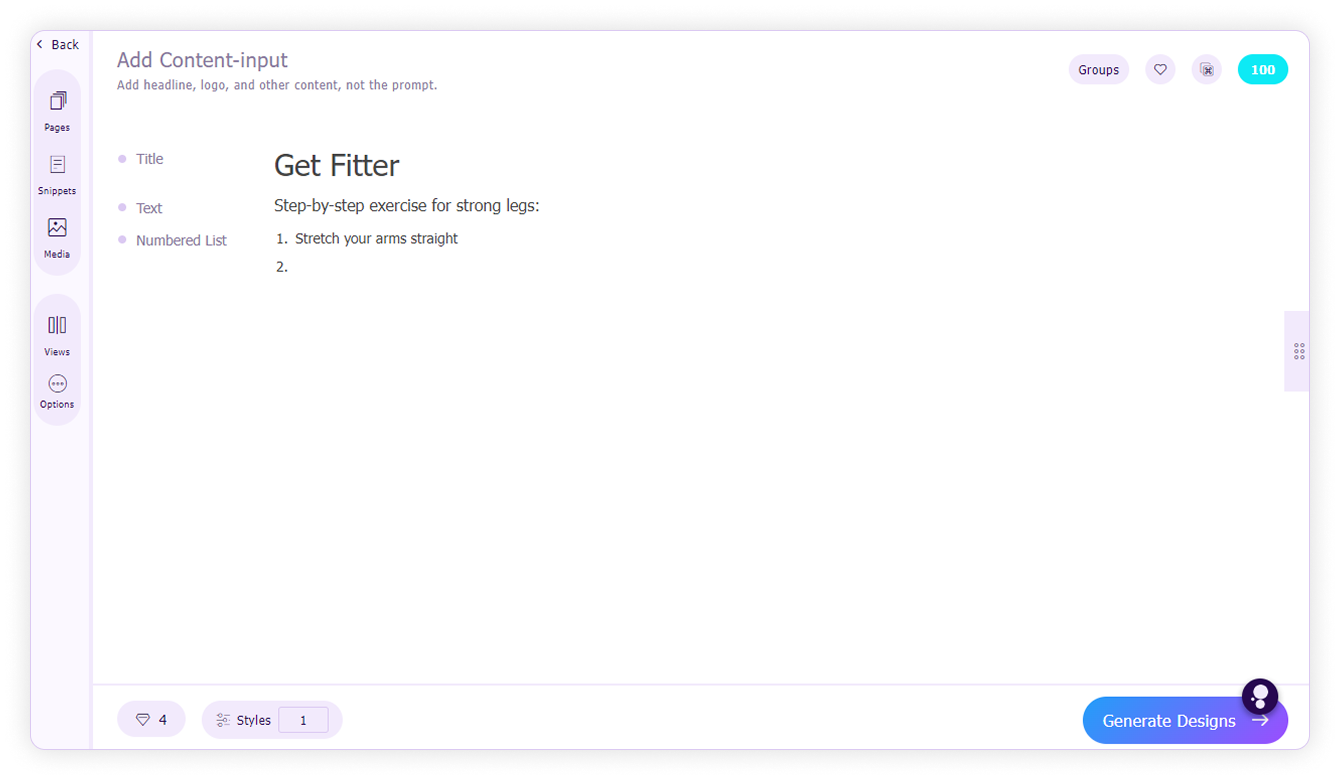 Back
Add Content-input
Add headline, logo, and other content, not the prompt.
Groups
100
Pages
Snippets
Media
Views
Options
Title
Get Fitter
Text
Step-by-step exercise for strong legs:
Numbered List
1. Stretch your arms straight
2.
4
Styles 1
Generate Designs